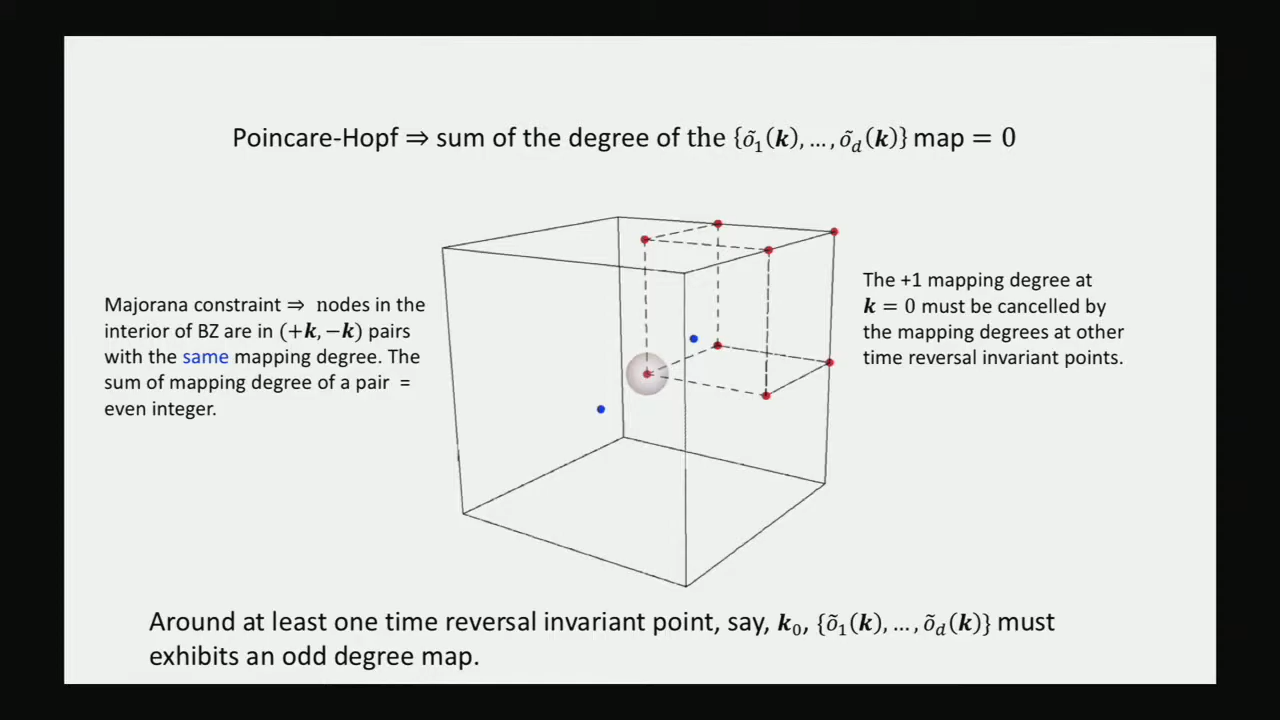 Poincare-Hopf ⇒ sum of the degree of the {õ₁(k), …, õ_d(k)} map = 0
Majorana constraint ⇒ nodes in the
interior of BZ are in (+k, −k) pairs
with the same mapping degree. The
sum of mapping degree of a pair =
even integer.
The +1 mapping degree at
k = 0 must be cancelled by
the mapping degrees at other
time reversal invariant points.
Around at least one time reversal invariant point, say, k₀, {õ₁(k), …, õ_d(k)} must
exhibits an odd degree map.